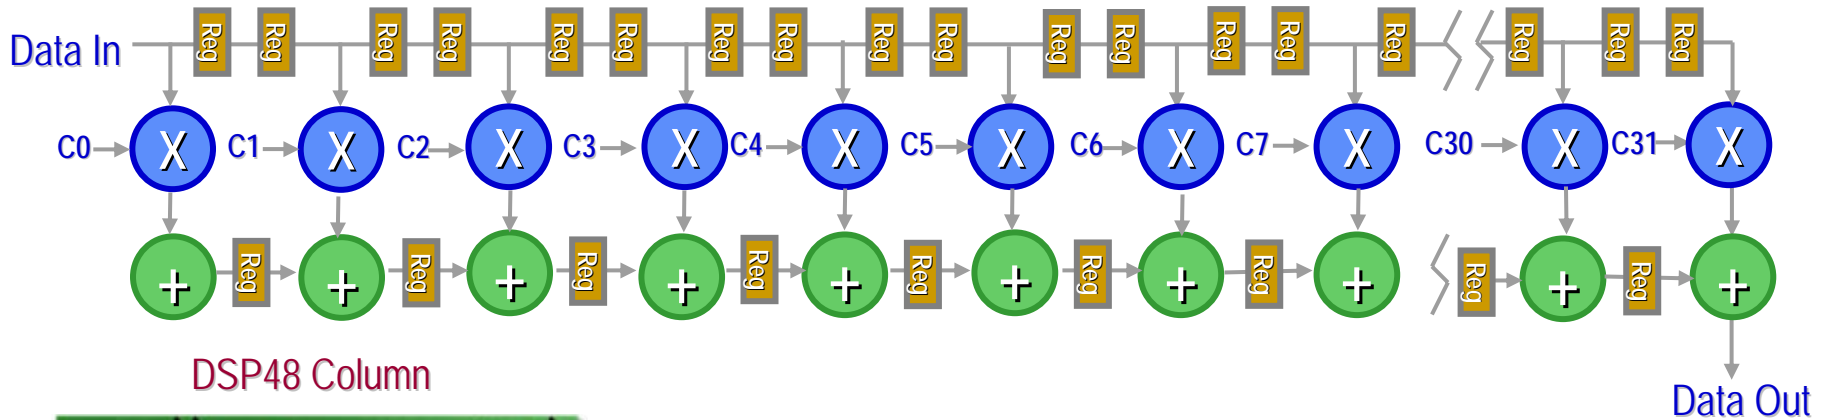 Data In Reg Reg Reg Reg Reg Reg Reg Reg Reg Reg Reg Reg Reg Reg Reg Reg Reg Reg
C0 X C1 X C2 X C3 X C4 X C5 X C6 X C7 X C30 X C31 X
+ Reg + Reg + Reg + Reg + Reg + Reg + Reg + Reg + Reg +
DSP48 Column
Data Out